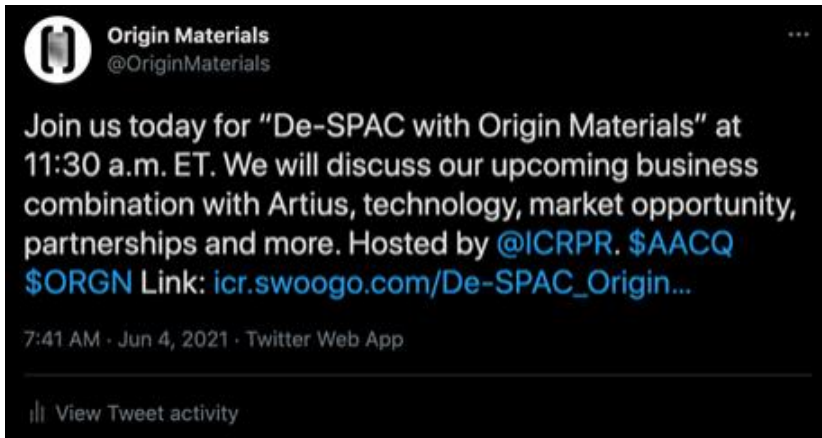 Origin Materials
@OriginMaterials
Join us today for "De-SPAC with Origin Materials" at
11:30 a.m. ET. We will discuss our upcoming business
combination with Artius, technology, market opportunity,
partnerships and more. Hosted by @ICRPR. $AACQ
$ORGN Link: icr.swoogo.com/De-SPAC_Origin...
7:41 AM · Jun 4, 2021 · Twitter Web App
View Tweet activity